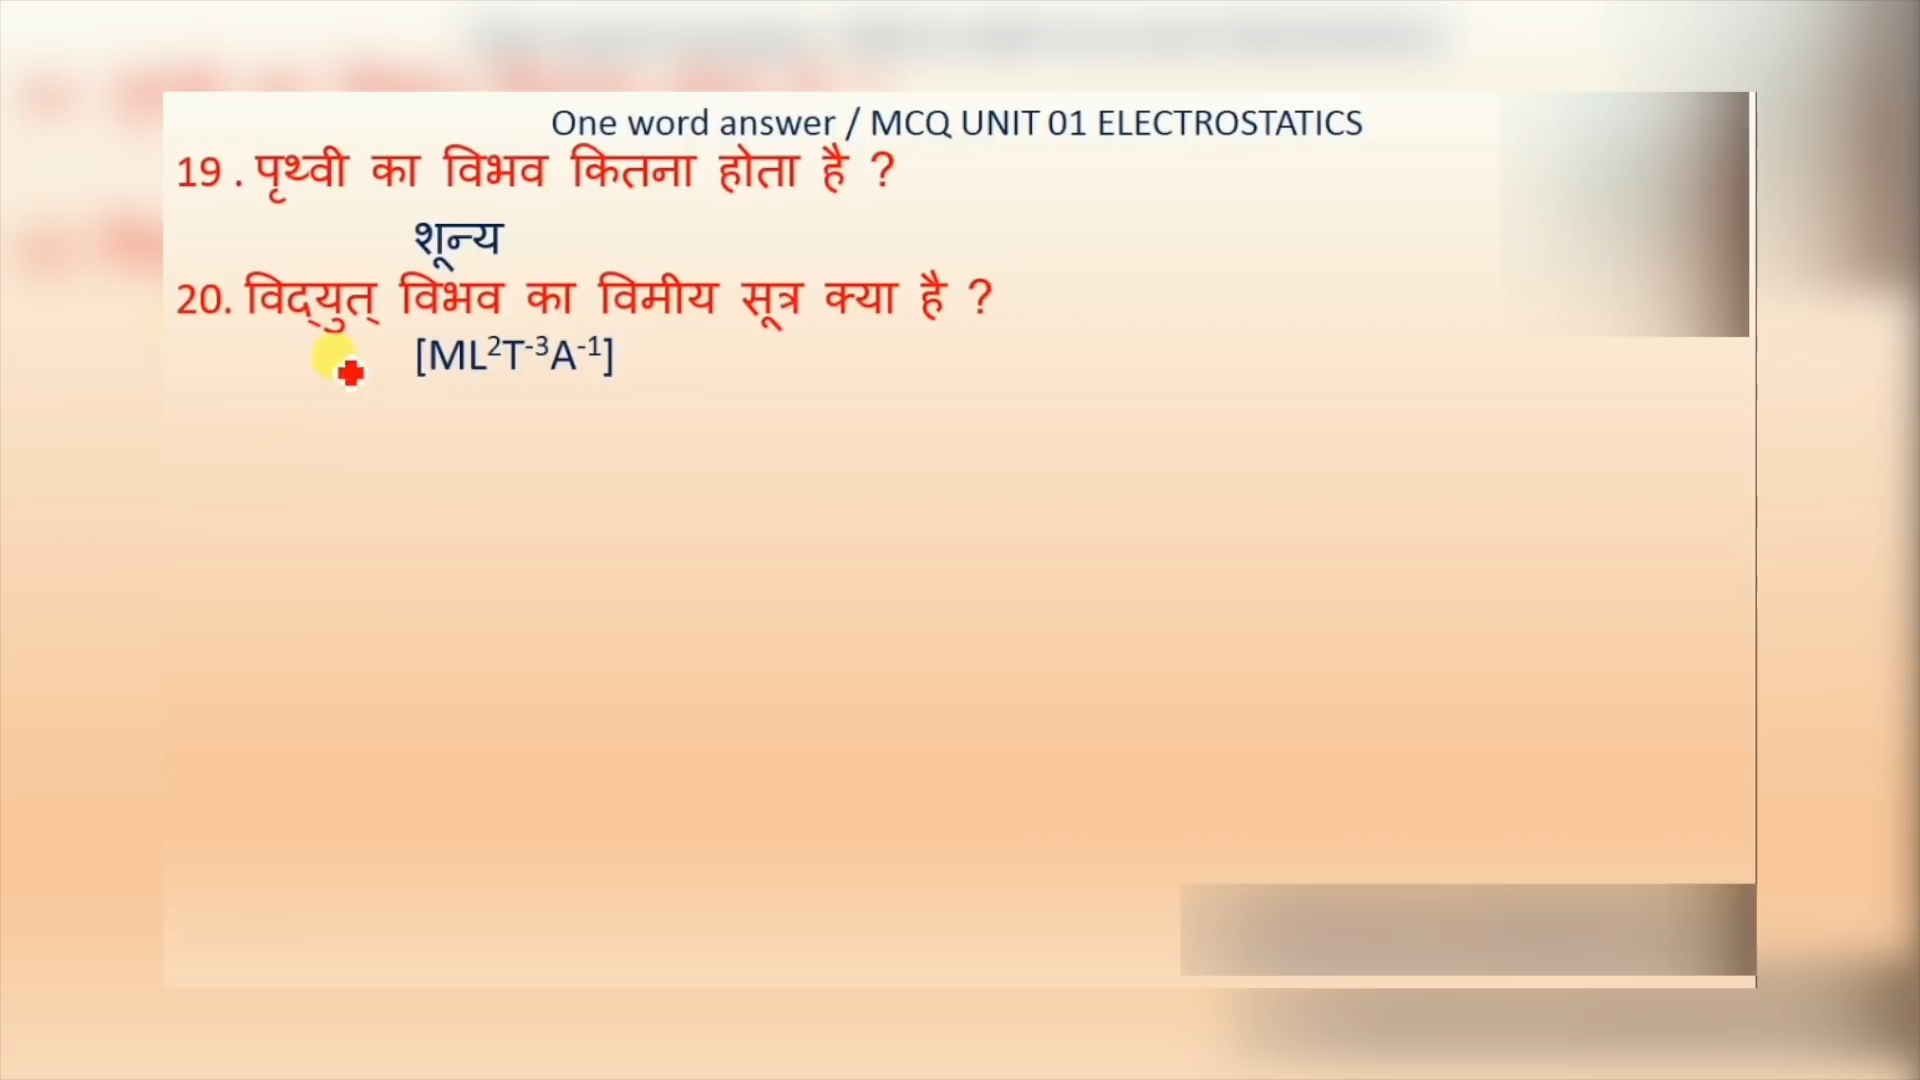 One word answer / MCQ UNIT 01 ELECTROSTATICS
19 . पृथ्वी का विभव कितना होता है ?
शून्य
20. विद्‌युत् विभव का विमीय सूत्र क्या है ?
[ML²T⁻³A⁻¹]